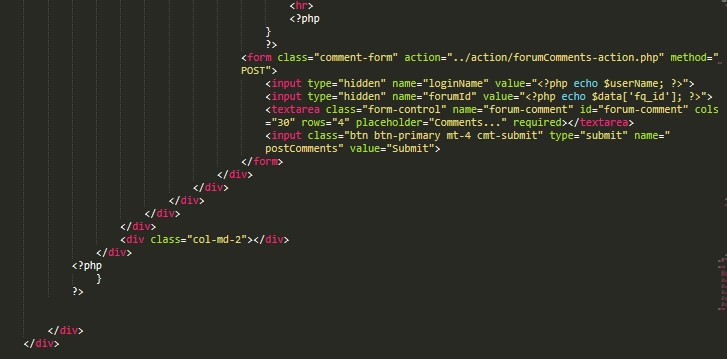 <hr>
<?php
}
?>
<form class="comment-form" action="../action/forumComments-action.php" method="
POST">
<input type="hidden" name="loginName" value="<?php echo $userName; ?>">
<input type="hidden" name="forumId" value="<?php echo $data['fq_id']; ?>">
<textarea class="form-control" name="forum-comment" id="forum-comment" cols
="30" rows="4" placeholder="Comments..." required></textarea>
<input class="btn btn-primary mt-4 cmt-submit" type="submit" name="
postComments" value="Submit">
</form>
</div>
</div>
</div>
</div>
</div>
<div class="col-md-2"></div>
</div>
<?php
}
?>
</div>
</div>